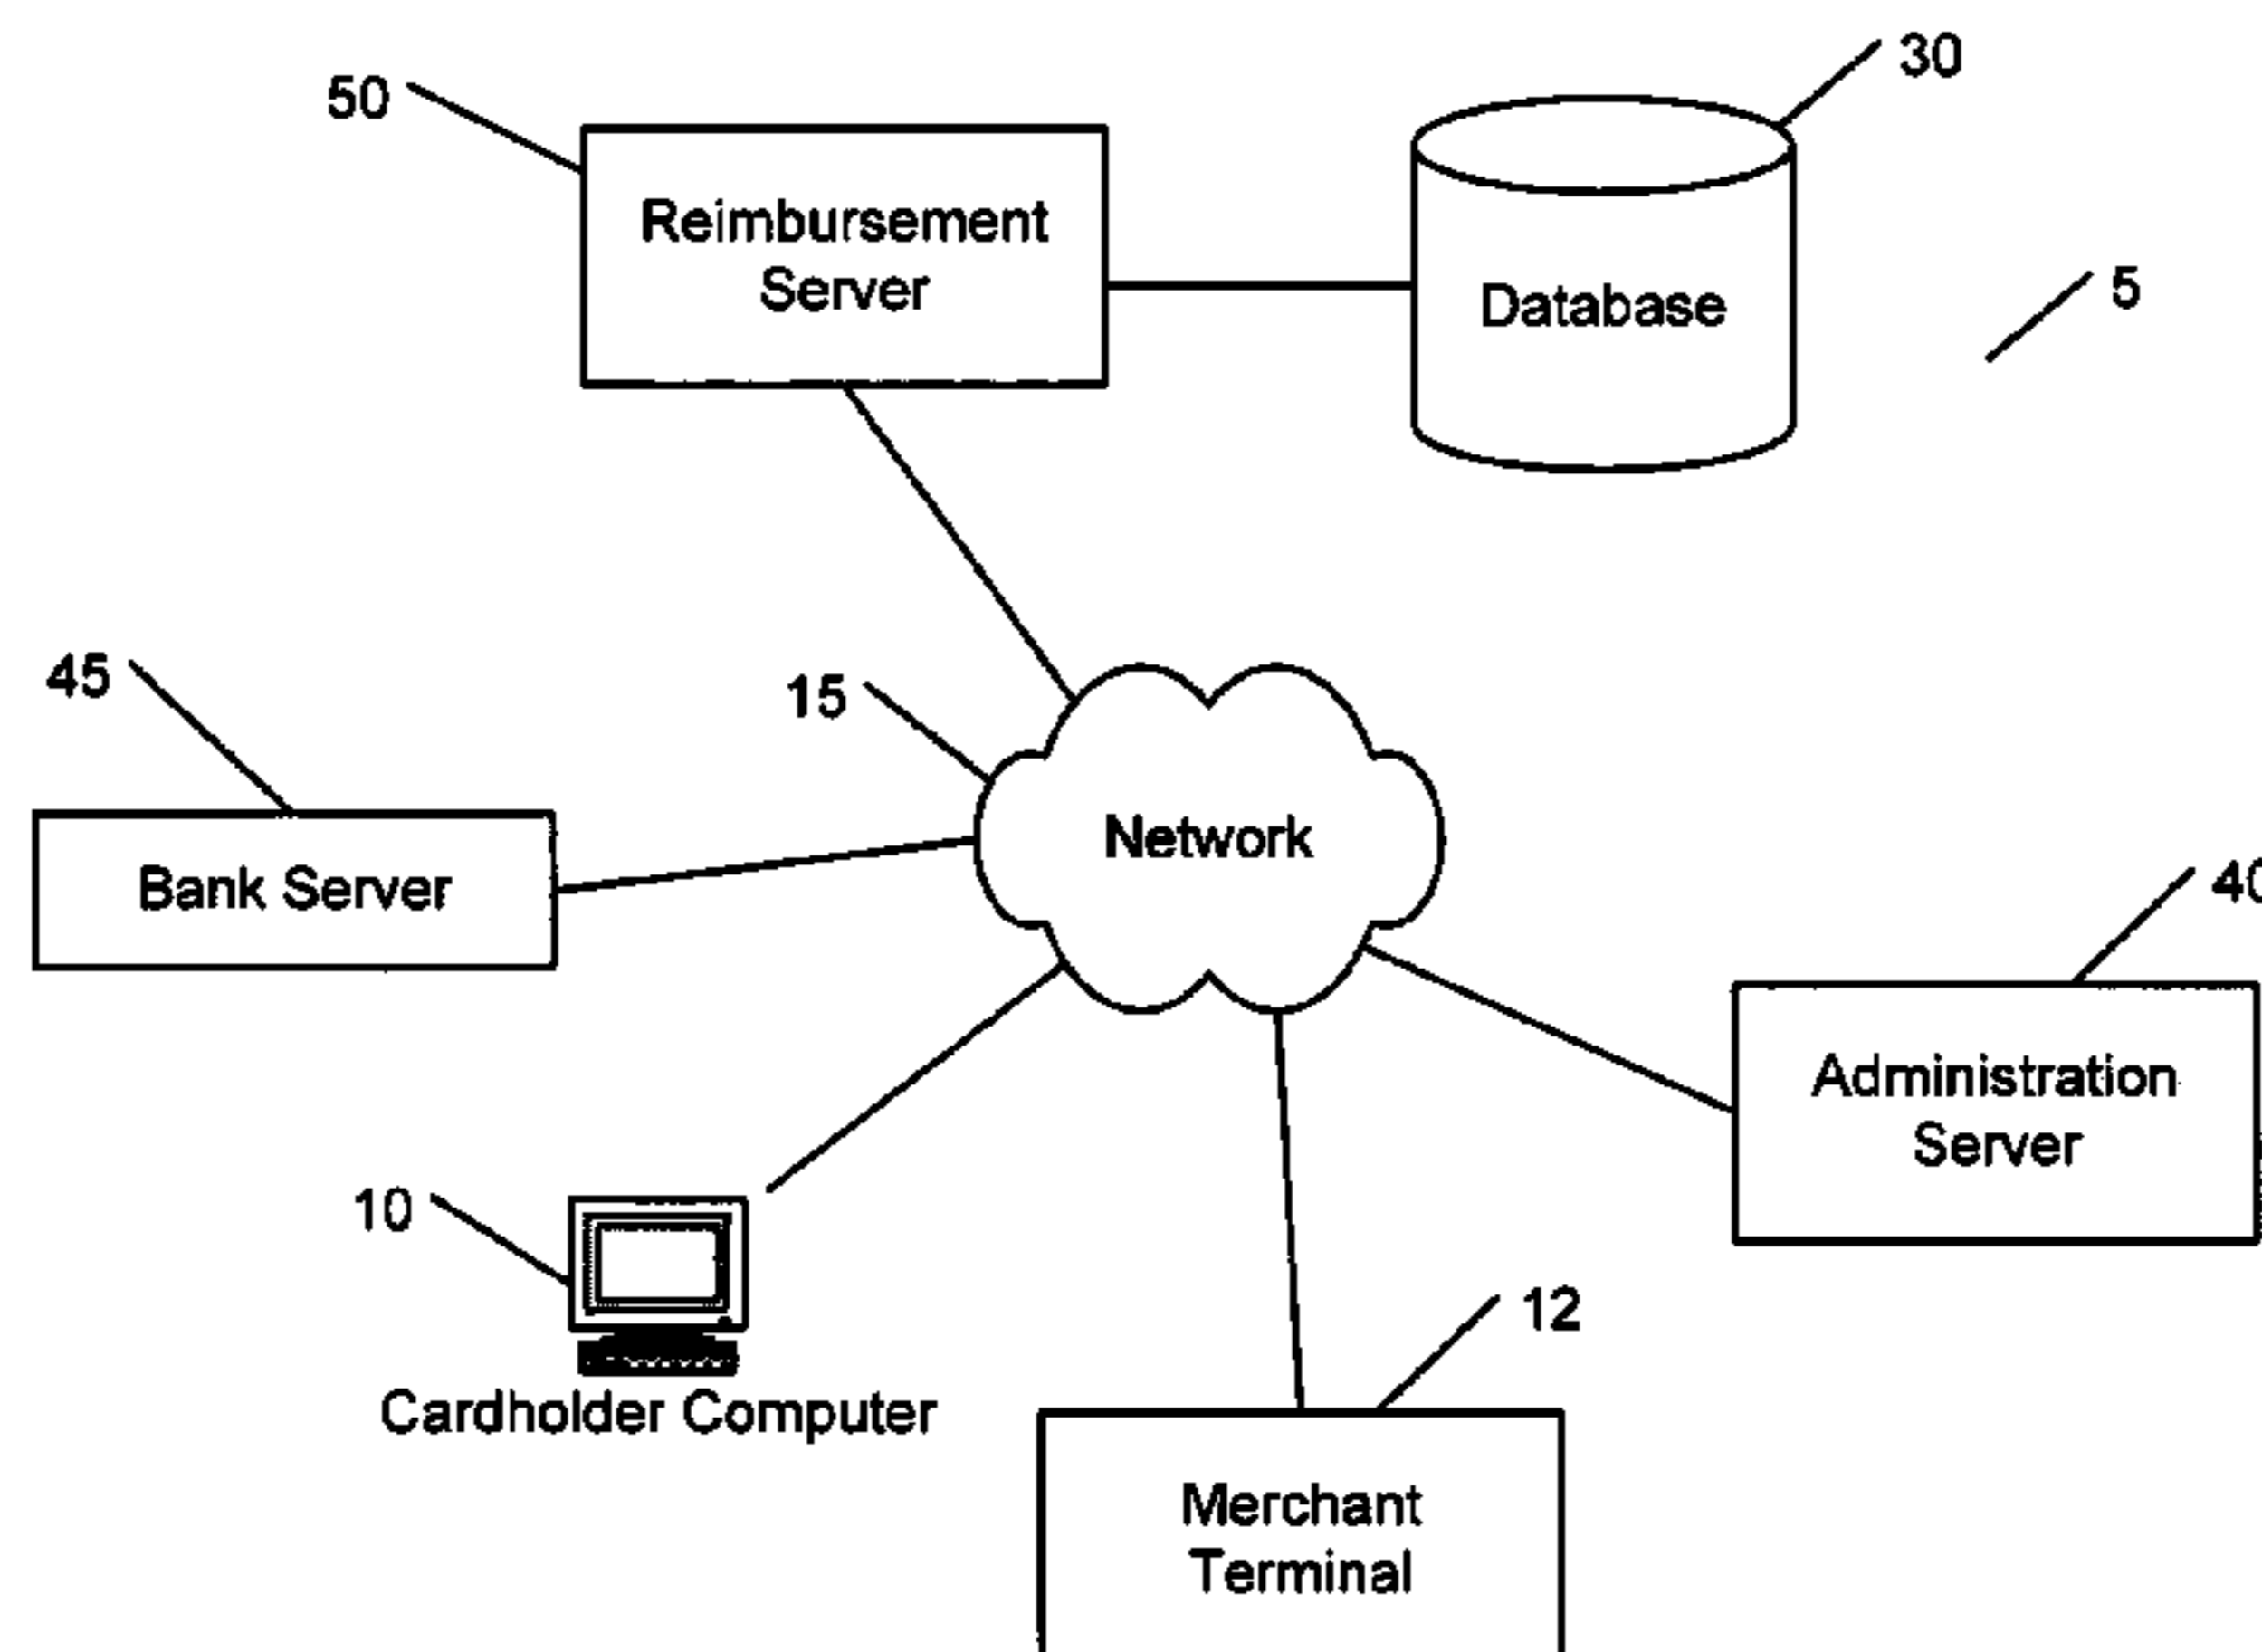 30
50
Reimbursement
Server
Database
5
45
15
Network
Bank Server
40
Administration
Server
10
12
Cardholder Computer
Merchant
Terminal